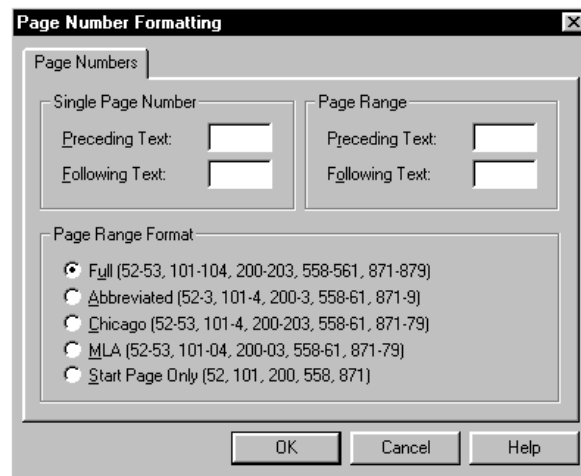 Page Number Formatting
Page Numbers
Single Page Number
Preceding Text:
Following Text:
Page Range
Preceding Text:
Following Text:
Page Range Format
Full (52-53, 101-104, 200-203, 558-561, 871-879)
Abbreviated (52-3, 101-4, 200-3, 558-61, 871-9)
Chicago (52-53, 101-4, 200-203, 558-61, 871-79)
MLA (52-53, 101-04, 200-03, 558-61, 871-79)
Start Page Only (52, 101, 200, 558, 871)
OK Cancel Help